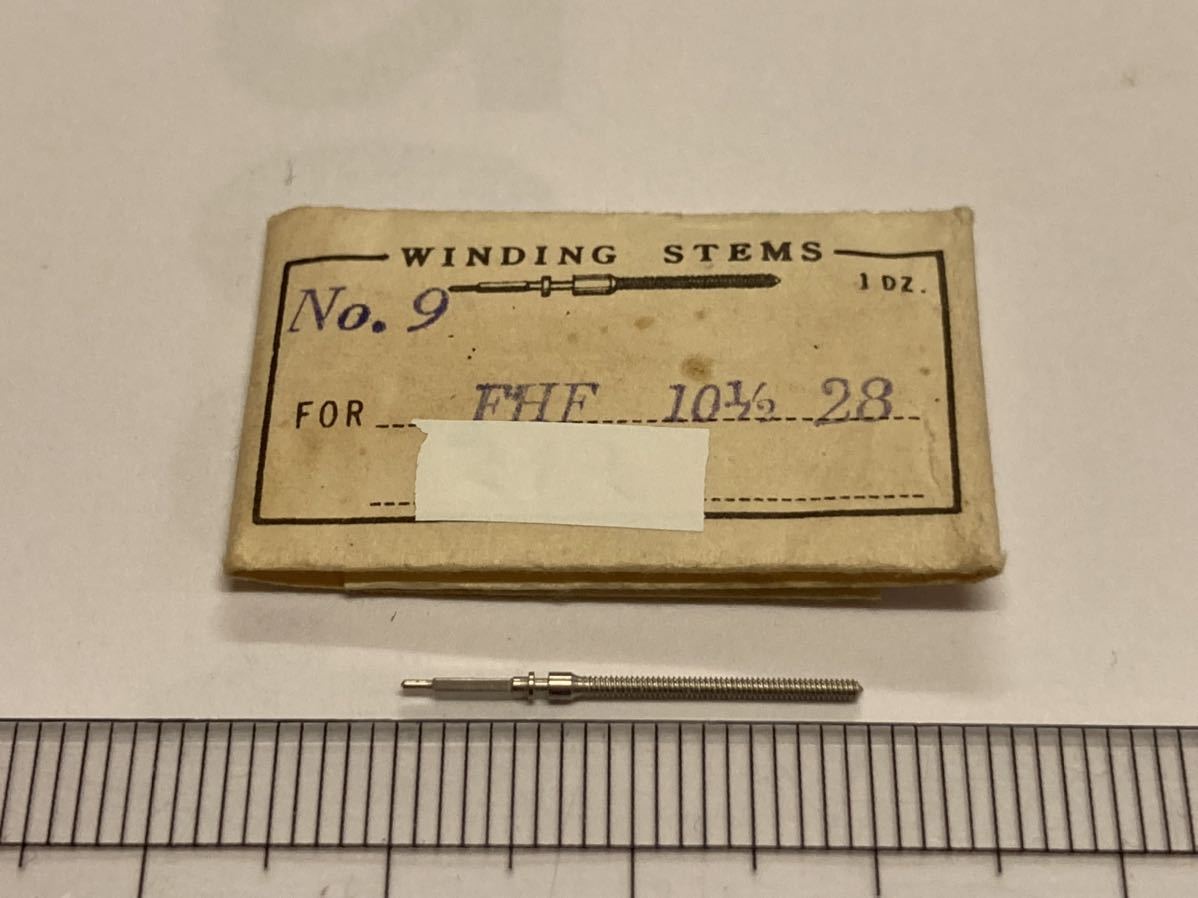 WINDING STEMS
1 DZ.
No. 9
FOR FHF 10½ 28